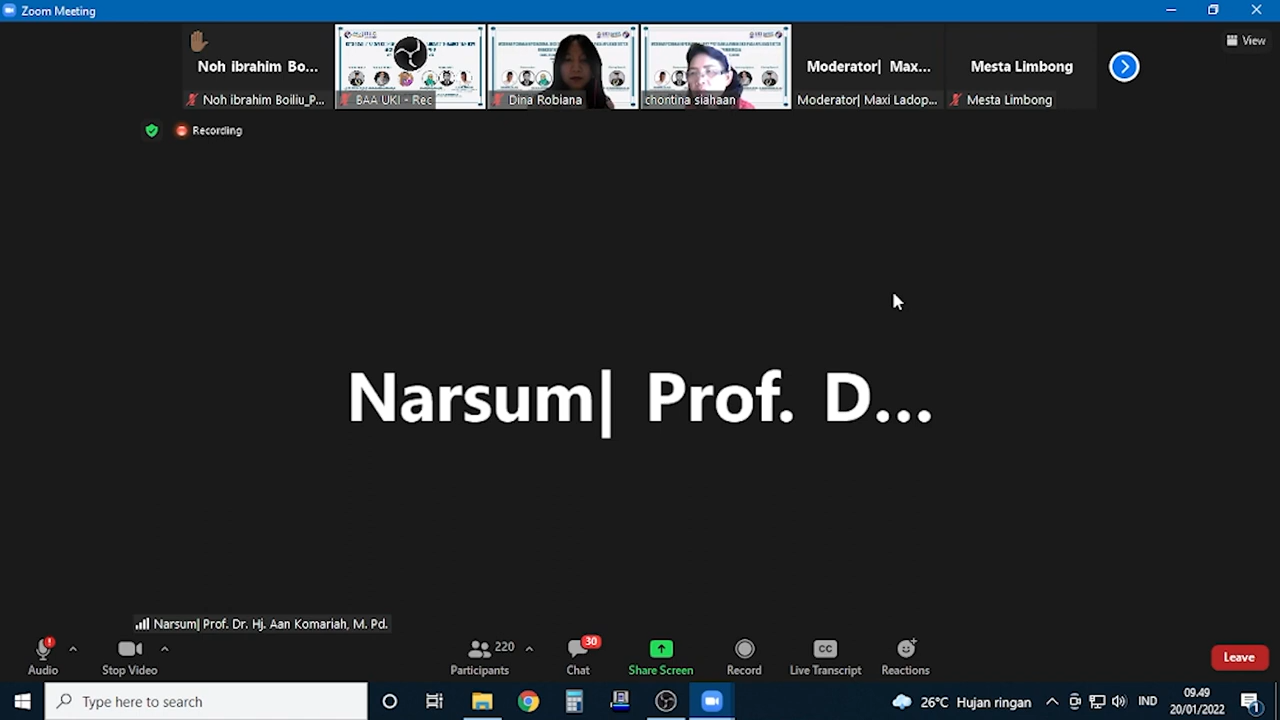 Zoom Meeting
Noh ibrahim Bo...
Noh ibrahim Boiliu_P...
BAA UKI - Rec
Dina Robiana
chontina siahaan
Moderator| Max...
Moderator| Maxi Ladop...
Mesta Limbong
Mesta Limbong
View
Recording
Narsum| Prof. D...
Narsum| Prof. Dr. Hj. Aan Komariah, M. Pd.
Audio
Stop Video
220
Participants
30
Chat
Share Screen
Record
CC
Live Transcript
Reactions
Leave
Type here to search
26°C Hujan ringan
IND
09.49
20/01/2022
1